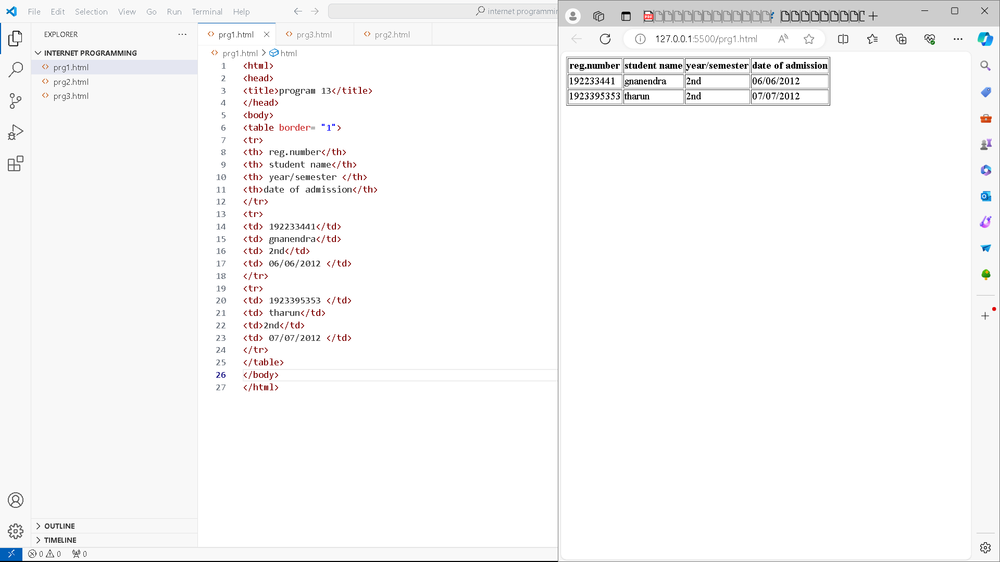 File Edit Selection View Go Run Terminal Help
internet programmin
EXPLORER
INTERNET PROGRAMMING
prg1.html
prg2.html
prg3.html
OUTLINE
TIMELINE
0 0 0
prg1.html prg3.html prg2.html
prg1.html > html
1 <html>
2 <head>
3 <title>program 13</title>
4 </head>
5 <body>
6 <table border= "1">
7 <tr>
8 <th> reg.number</th>
9 <th> student name</th>
10 <th> year/semester </th>
11 <th>date of admission</th>
12 </tr>
13 <tr>
14 <td> 192233441</td>
15 <td> gnanendra</td>
16 <td> 2nd</td>
17 <td> 06/06/2012 </td>
18 </tr>
19 <tr>
20 <td> 1923395353 </td>
21 <td> tharun</td>
22 <td>2nd</td>
23 <td> 07/07/2012 </td>
24 </tr>
25 </table>
26 </body>
27 </html>
PDF
127.0.0.1:5500/prg1.html
reg.number student name year/semester date of admission
192233441 gnanendra 2nd 06/06/2012
1923395353 tharun 2nd 07/07/2012